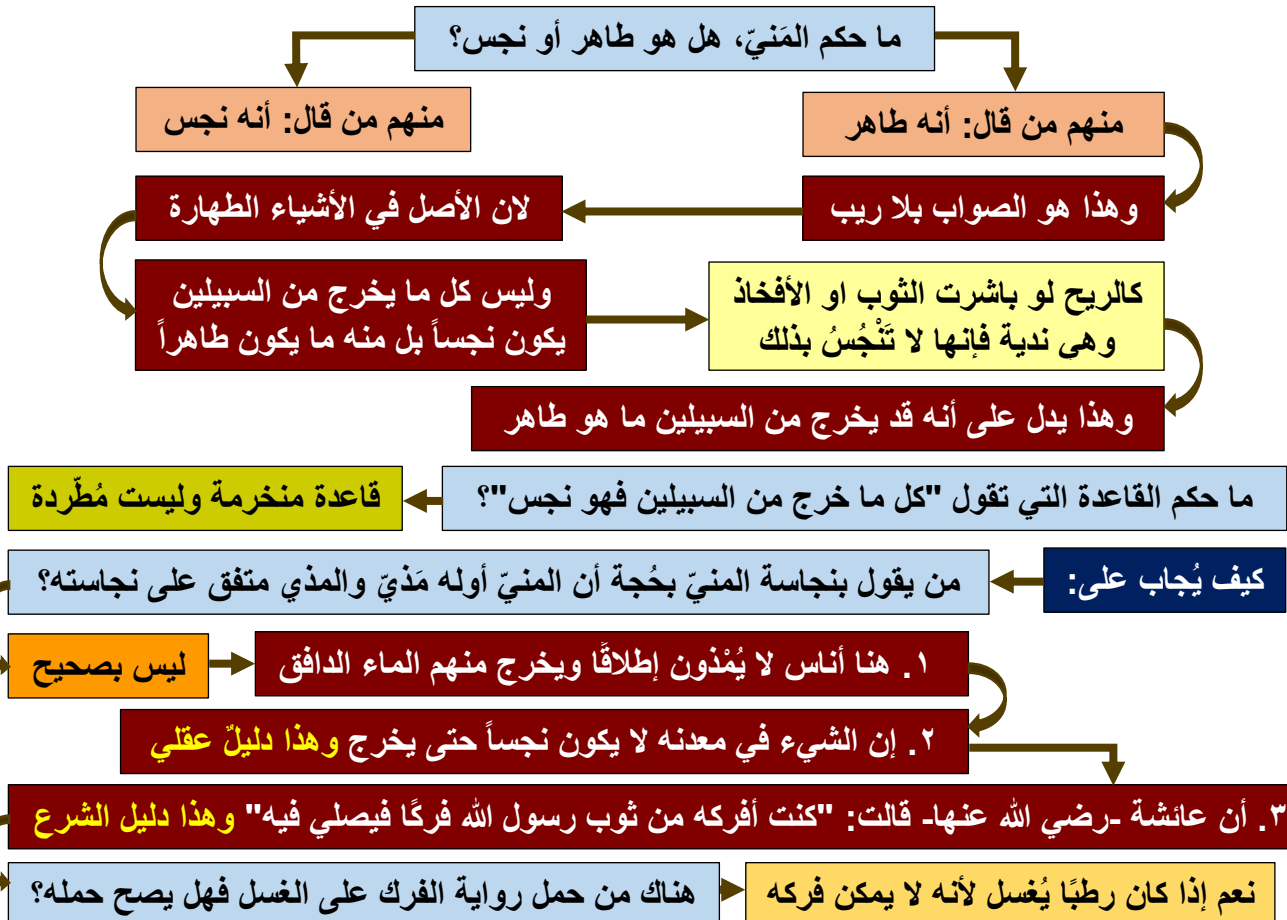 ما حكم المَنيّ، هل هو طاهر أو نجس؟
منهم من قال: أنه طاهر
منهم من قال: أنه نجس
وهذا هو الصواب بلا ريب
لان الأصل في الأشياء الطهارة
وليس كل ما يخرج من السبيلين
يكون نجساً بل منه ما يكون طاهراً
كالريح لو باشرت الثوب او الأفخاذ
وهي ندية فإنها لا تَنْجُسُ بذلك
وهذا يدل على أنه قد يخرج من السبيلين ما هو طاهر
ما حكم القاعدة التي تقول "كل ما خرج من السبيلين فهو نجس"؟
قاعدة منخرمة وليست مُطّردة
كيف يُجاب على:
من يقول بنجاسة المنيّ بحُجة أن المنيّ أوله مَذيّ والمذي متفق على نجاسته؟
ليس بصحيح
١. هنا أناس لا يُمْذون إطلاقًا ويخرج منهم الماء الدافق
٢. إن الشيء في معدنه لا يكون نجساً حتى يخرج وهذا دليلٌ عقلي
٣. أن عائشة -رضي الله عنها- قالت: "كنت أفركه من ثوب رسول الله فركًا فيصلي فيه" وهذا دليل الشرع
هناك من حمل رواية الفرك على الغسل فهل يصح حمله؟
نعم إذا كان رطبًا يُغسل لأنه لا يمكن فركه